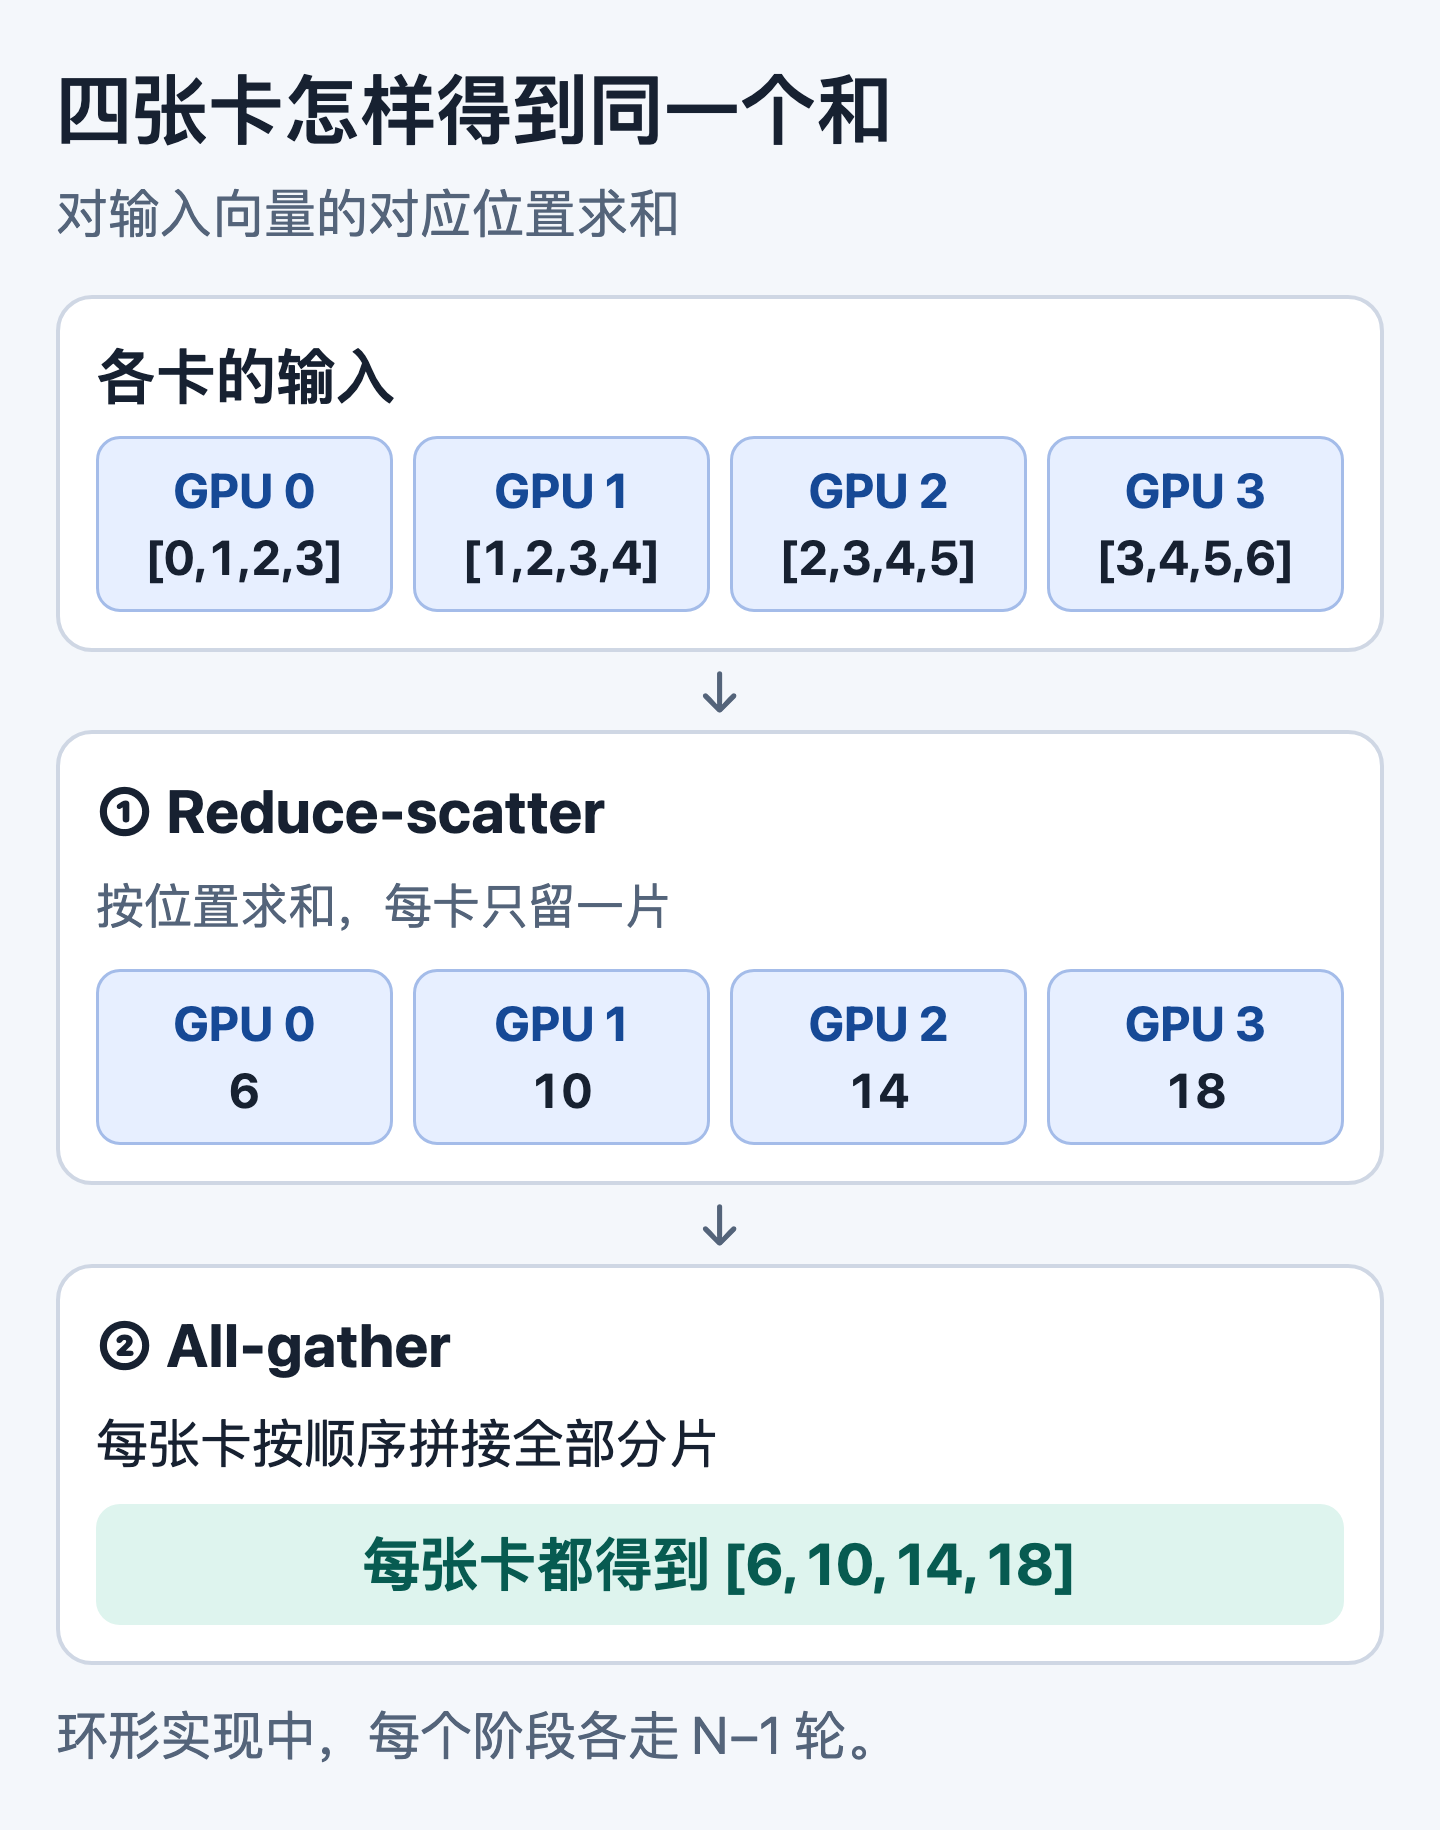 四张卡怎样得到同一个和
对输入向量的对应位置求和
各卡的输入
GPU 0 GPU 1 GPU 2 GPU 3
[0,1,2,3] [1,2,3,4] [2,3,4,5] [3,4,5,6]
① Reduce-scatter
按位置求和，每卡只留一片
GPU 0 GPU 1 GPU 2 GPU 3
6 10 14 18
② All-gather
每张卡按顺序拼接全部分片
每张卡都得到 [6, 10, 14, 18]
环形实现中，每个阶段各走 N–1 轮。